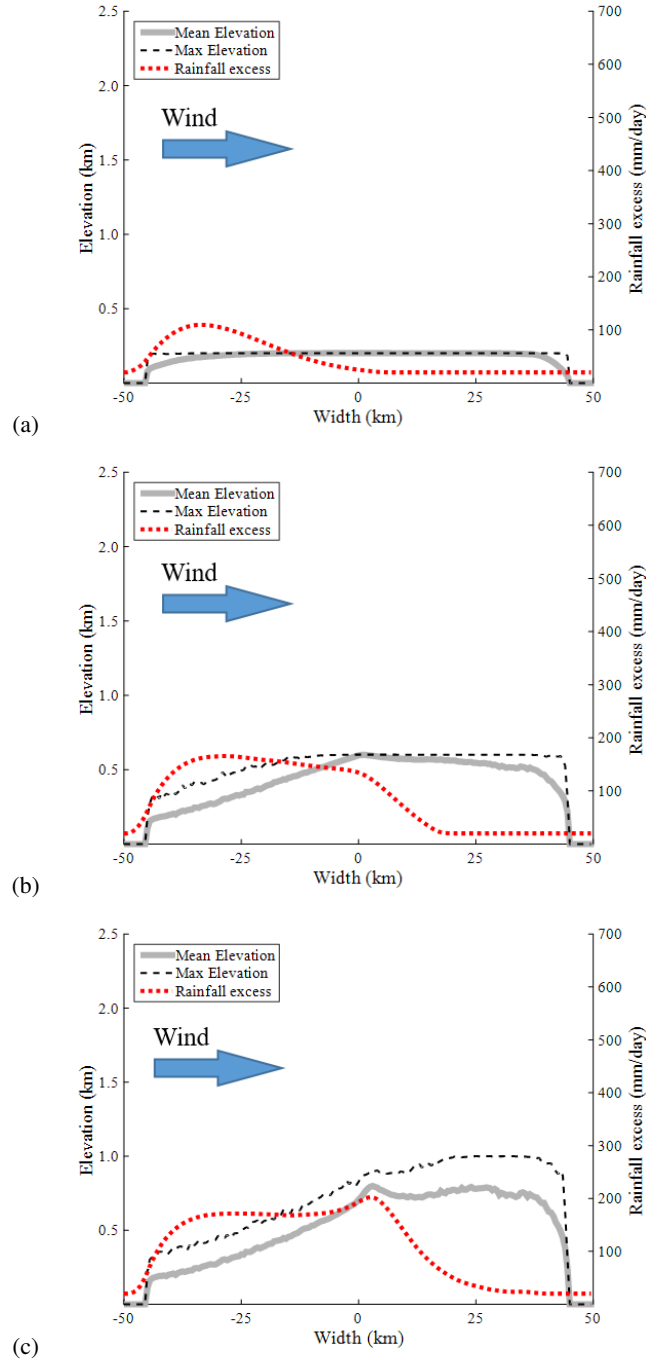 2.5
2.0
1.5
1.0
0.5
Elevation (km)
Mean Elevation
Max Elevation
Rainfall excess
Wind
700
600
500
400
300
200
100
Rainfall excess (mm/day)
-50 -25 0 25 50
Width (km)
(a)
2.5
2.0
1.5
1.0
0.5
Elevation (km)
Mean Elevation
Max Elevation
Rainfall excess
Wind
700
600
500
400
300
200
100
Rainfall excess (mm/day)
-50 -25 0 25 50
Width (km)
(b)
2.5
2.0
1.5
1.0
0.5
Elevation (km)
Mean Elevation
Max Elevation
Rainfall excess
Wind
700
600
500
400
300
200
100
Rainfall excess (mm/day)
-50 -25 0 25 50
Width (km)
(c)